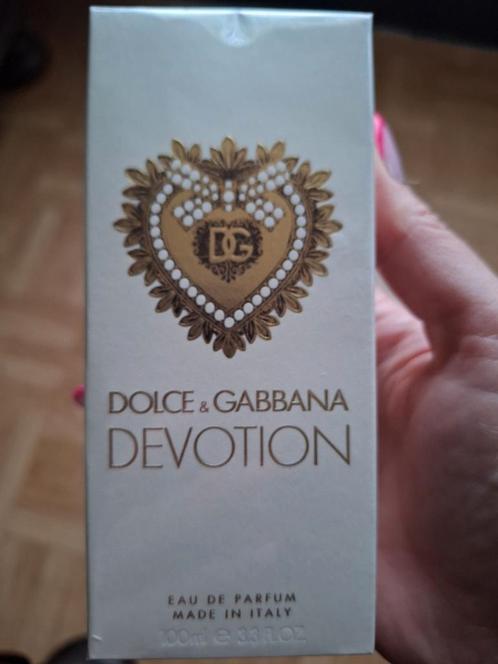 DG
DOLCE & GABBANA
DEVOTION
EAU DE PARFUM
MADE IN ITALY
100ml e 3.3 FL.OZ.